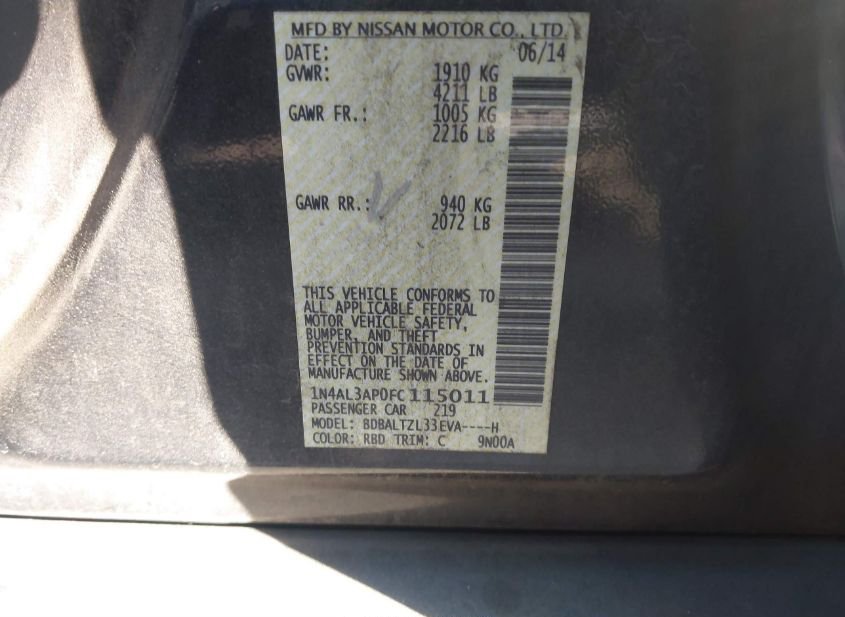 MFD BY NISSAN MOTOR CO., LTD.
DATE: 06/14
GVWR: 1910 KG
4211 LB
GAWR FR.: 1005 KG
2216 LB
GAWR RR.: 940 KG
2072 LB
THIS VEHICLE CONFORMS TO
ALL APPLICABLE FEDERAL
MOTOR VEHICLE SAFETY,
BUMPER, AND THEFT
PREVENTION STANDARDS IN
EFFECT ON THE DATE OF
MANUFACTURE SHOWN ABOVE.
1N4AL3AP0FC115011
PASSENGER CAR 219
MODEL: BDBALTZL33EVA----H
COLOR: RBD TRIM: C 9N00A